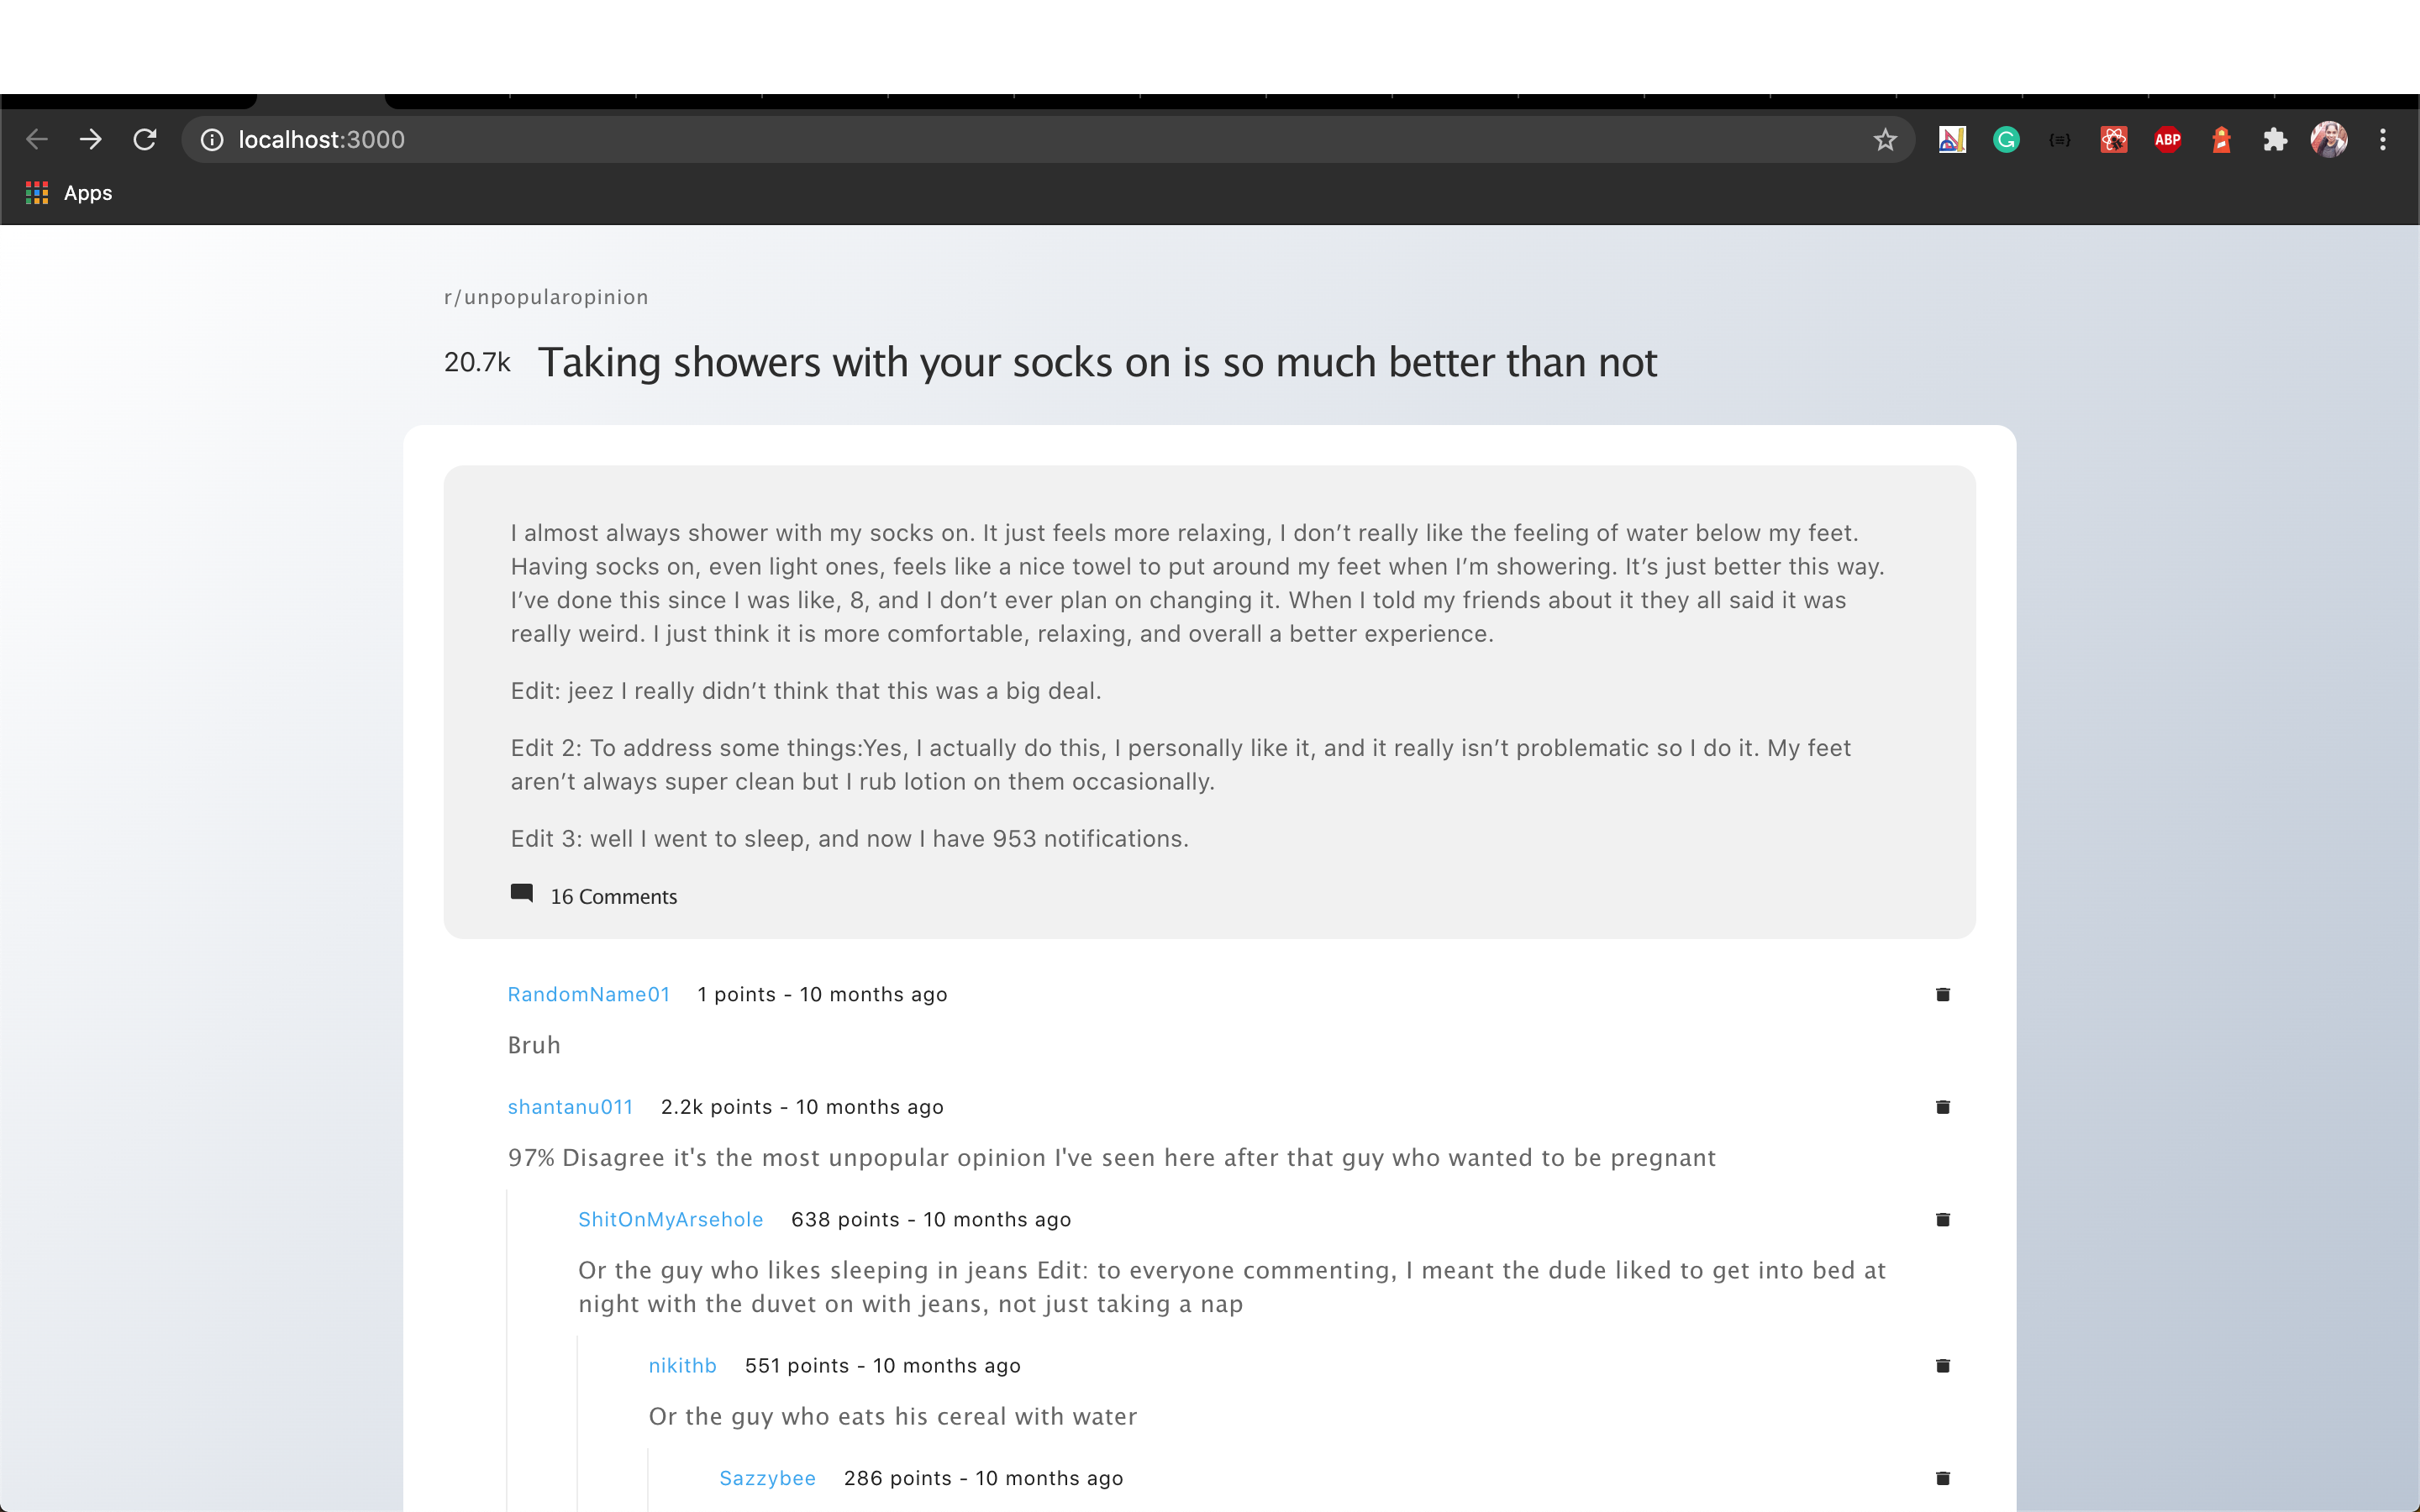 localhost:3000
ABP
Apps
r/unpopularopinion
20.7k Taking showers with your socks on is so much better than not
I almost always shower with my socks on. It just feels more relaxing, I don’t really like the feeling of water below my feet.
Having socks on, even light ones, feels like a nice towel to put around my feet when I’m showering. It’s just better this way.
I’ve done this since I was like, 8, and I don’t ever plan on changing it. When I told my friends about it they all said it was
really weird. I just think it is more comfortable, relaxing, and overall a better experience.
Edit: jeez I really didn’t think that this was a big deal.
Edit 2: To address some things:Yes, I actually do this, I personally like it, and it really isn’t problematic so I do it. My feet
aren’t always super clean but I rub lotion on them occasionally.
Edit 3: well I went to sleep, and now I have 953 notifications.
16 Comments
RandomName01 1 points - 10 months ago
Bruh
shantanu011 2.2k points - 10 months ago
97% Disagree it's the most unpopular opinion I've seen here after that guy who wanted to be pregnant
ShitOnMyArsehole 638 points - 10 months ago
Or the guy who likes sleeping in jeans Edit: to everyone commenting, I meant the dude liked to get into bed at
night with the duvet on with jeans, not just taking a nap
nikithb 551 points - 10 months ago
Or the guy who eats his cereal with water
Sazzybee 286 points - 10 months ago